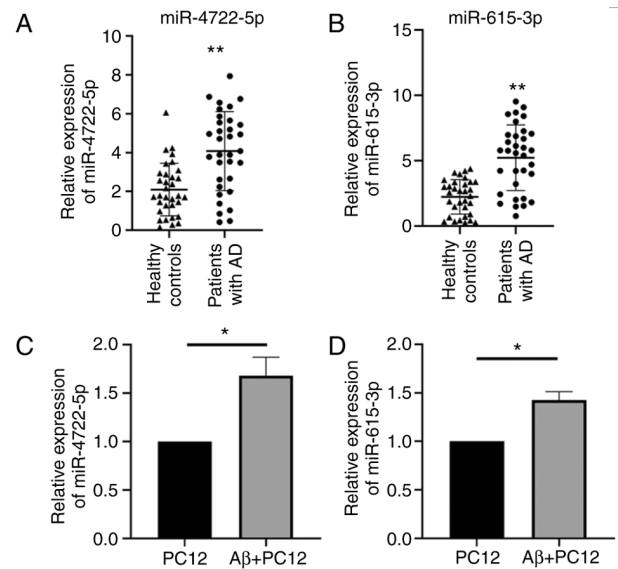 A
miR-4722-5p
Relative expression
of miR-4722-5p
10
8
6
4
2
0
**
Healthy
controls
Patients
with AD
B
miR-615-3p
Relative expression
of miR-615-3p
15
10
5
0
**
Healthy
controls
Patients
with AD
C
Relative expression
of miR-4722-5p
2.0
1.5
1.0
0.5
0.0
*
PC12
Aβ+PC12
D
Relative expression
of miR-615-3p
2.0
1.5
1.0
0.5
0.0
*
PC12
Aβ+PC12